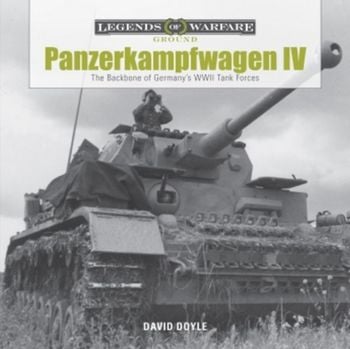 LEGENDS OF WARFARE
GROUND
Panzerkampfwagen IV
The Backbone of Germany's WWII Tank Forces
DAVID DOYLE